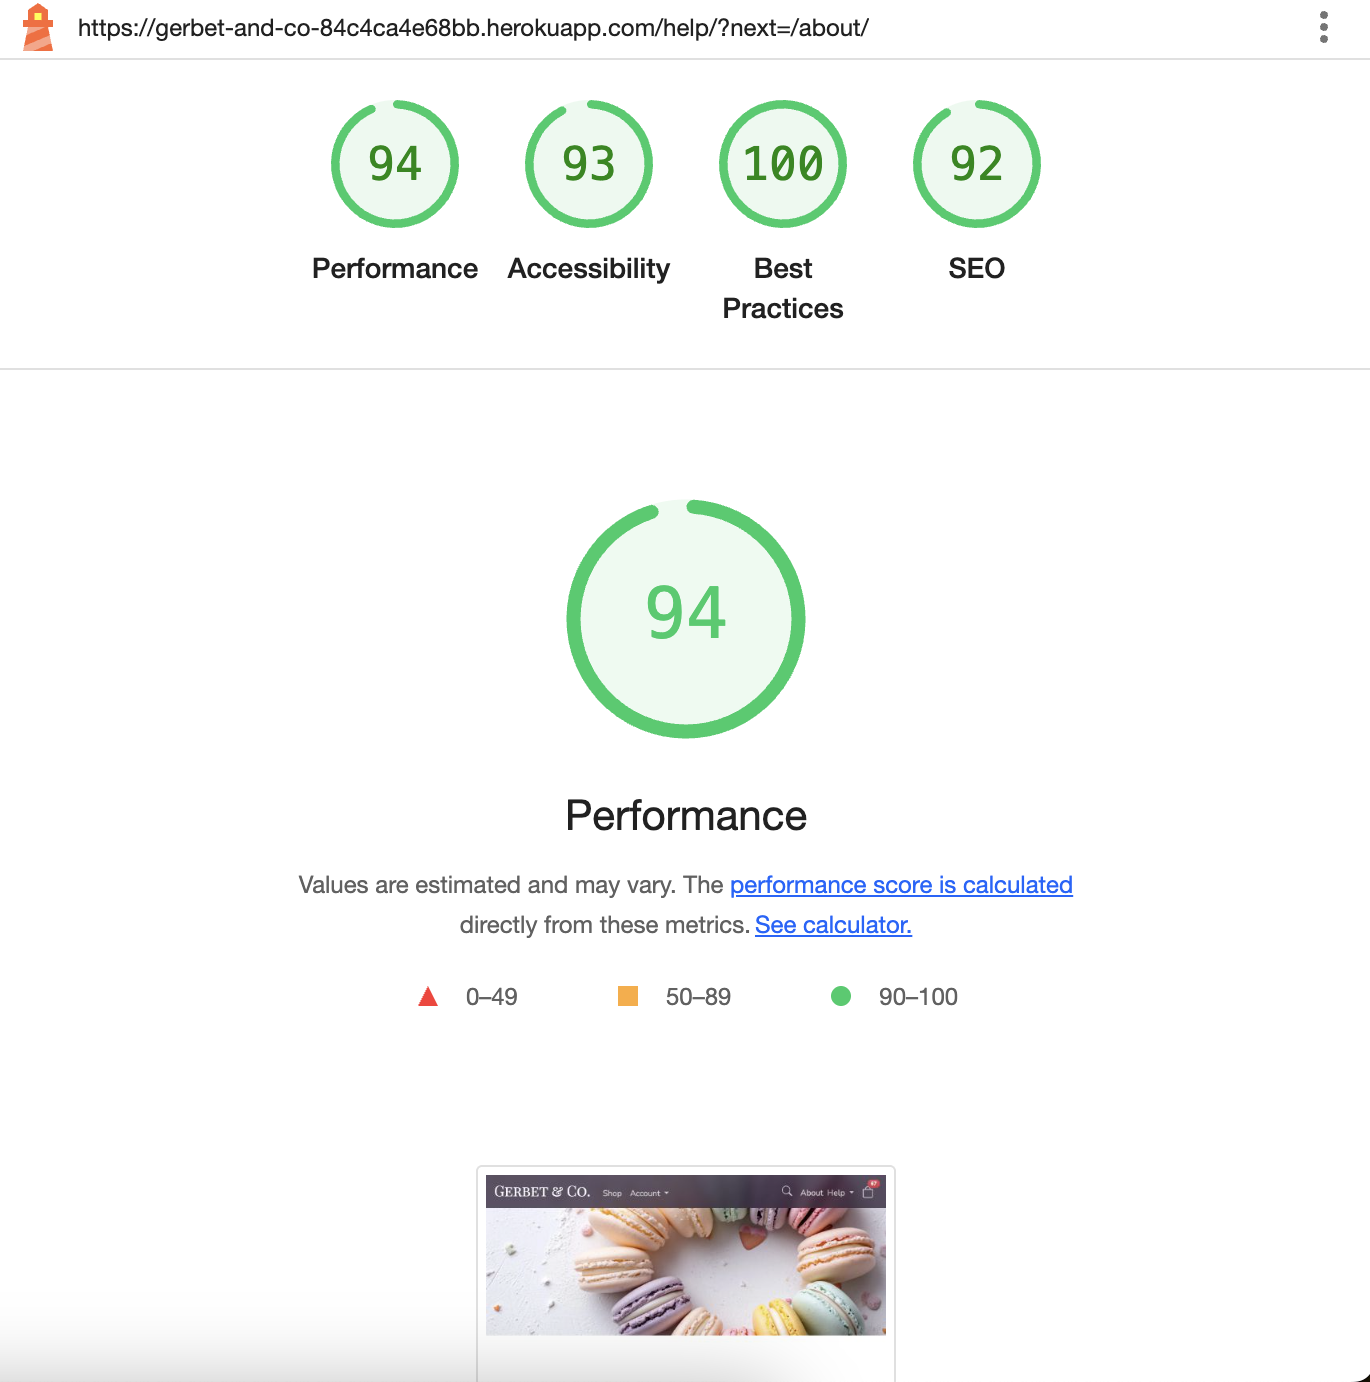 https://gerbet-and-co-84c4ca4e68bb.herokuapp.com/help/?next=/about/
94 93 100 92
Performance Accessibility Best Practices SEO
94
Performance
Values are estimated and may vary. The performance score is calculated
directly from these metrics. See calculator.
0–49 50–89 90–100
GERBET & CO. Shop Account About Help